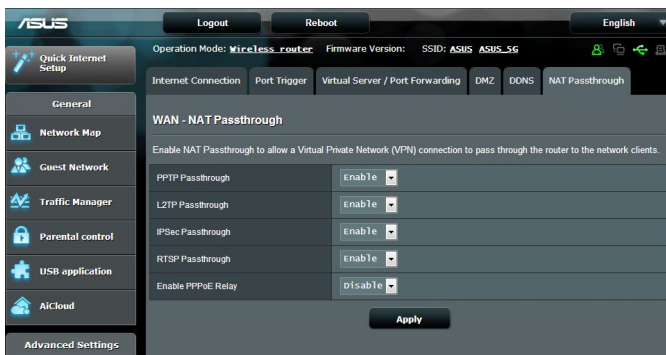 ASUS
Logout
Reboot
English
Quick Internet Setup
Operation Mode: Wireless router Firmware Version: SSID: ASUS ASUS_5G
Internet Connection
Port Trigger
Virtual Server / Port Forwarding
DMZ
DDNS
NAT Passthrough
General
Network Map
Guest Network
Traffic Manager
Parental control
USB application
AiCloud
Advanced Settings
WAN - NAT Passthrough
Enable NAT Passthrough to allow a Virtual Private Network (VPN) connection to pass through the router to the network clients.
PPTP Passthrough Enable
L2TP Passthrough Enable
IPSec Passthrough Enable
RTSP Passthrough Enable
Enable PPPoE Relay Disable
Apply